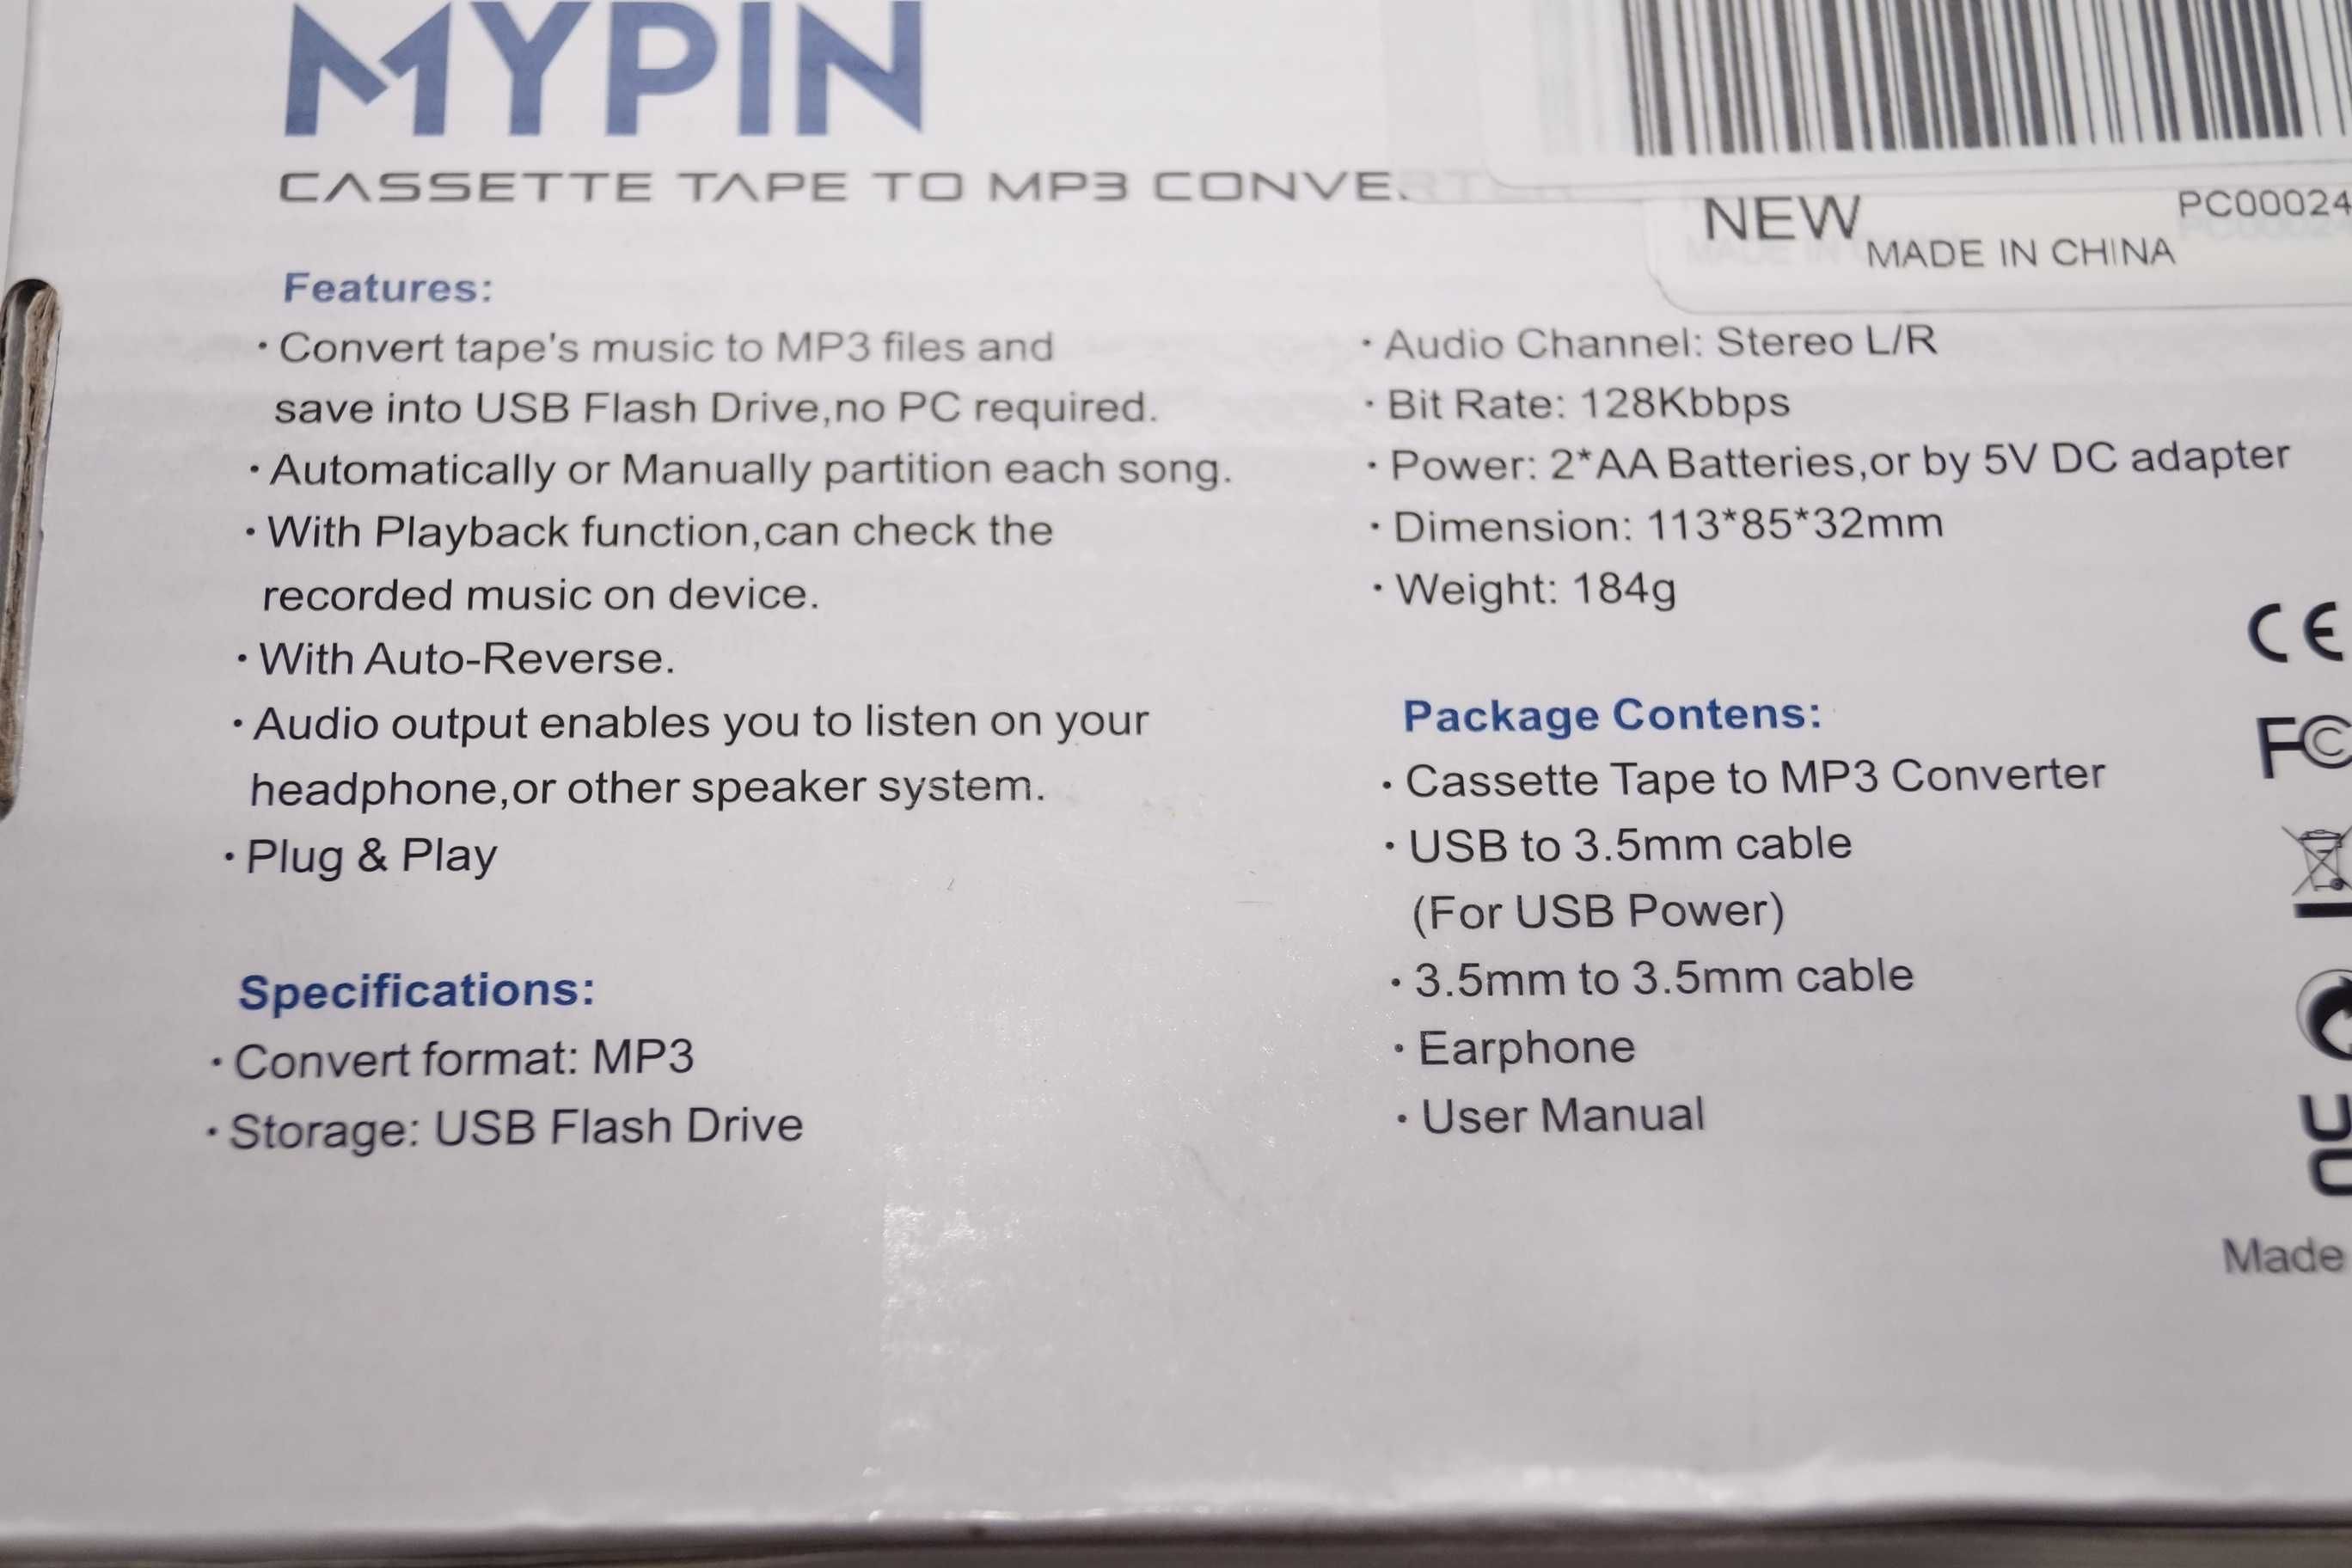 MYPIN
CASSETTE TAPE TO MP3 CONVERTER
NEW
PC00024
MADE IN CHINA
Features:
· Convert tape's music to MP3 files and
save into USB Flash Drive,no PC required.
· Automatically or Manually partition each song.
· With Playback function,can check the
recorded music on device.
· With Auto-Reverse.
· Audio output enables you to listen on your
headphone,or other speaker system.
· Plug & Play
Specifications:
· Convert format: MP3
· Storage: USB Flash Drive
· Audio Channel: Stereo L/R
· Bit Rate: 128Kbbps
· Power: 2*AA Batteries,or by 5V DC adapter
· Dimension: 113*85*32mm
· Weight: 184g
Package Contens:
· Cassette Tape to MP3 Converter
· USB to 3.5mm cable
(For USB Power)
· 3.5mm to 3.5mm cable
· Earphone
· User Manual
CE
FC
Made